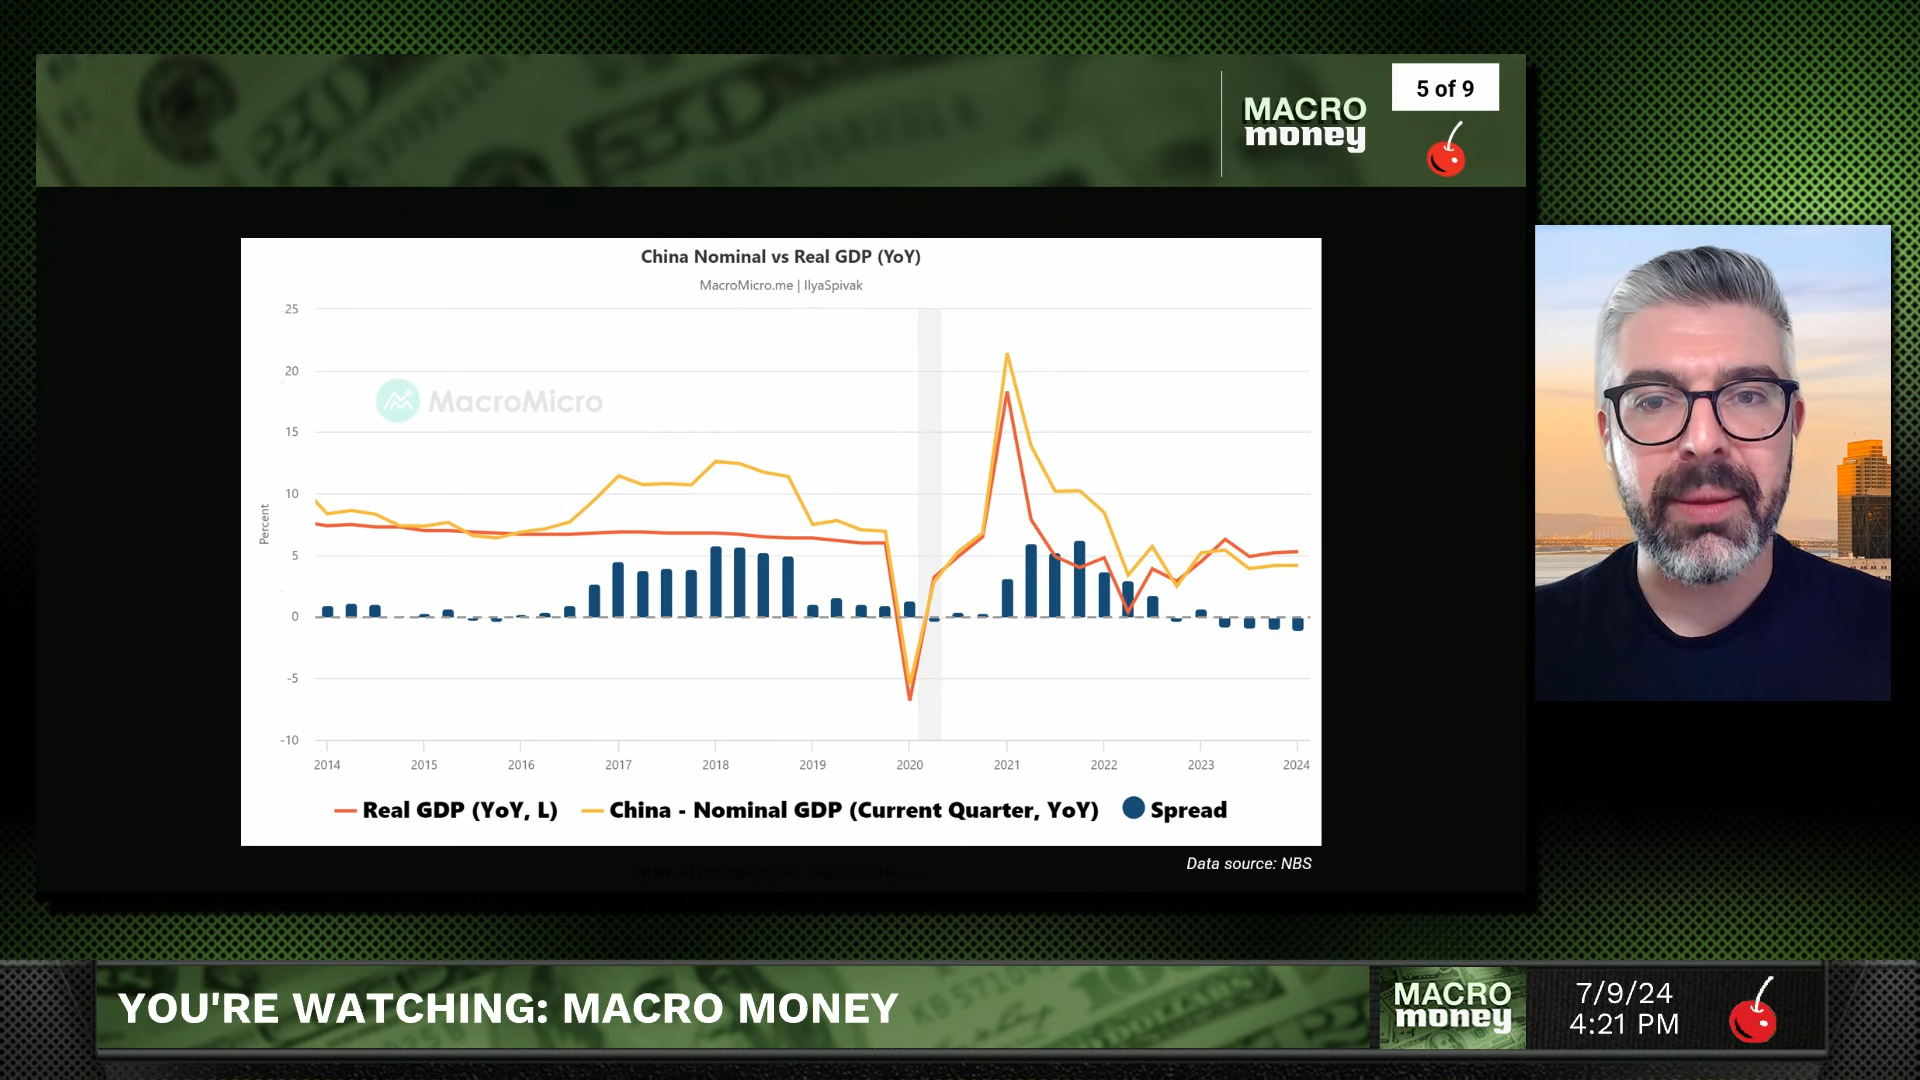 MACRO
money
5 of 9
China Nominal vs Real GDP (YoY)
MacroMicro.me | IlyaSpivak
25
20
15
10
5
0
-5
-10
Percent
MacroMicro
2014 2015 2016 2017 2018 2019 2020 2021 2022 2023 2024
Real GDP (YoY, L) China - Nominal GDP (Current Quarter, YoY) Spread
Data source: NBS
YOU'RE WATCHING: MACRO MONEY
MACRO
money
7/9/24
4:21 PM